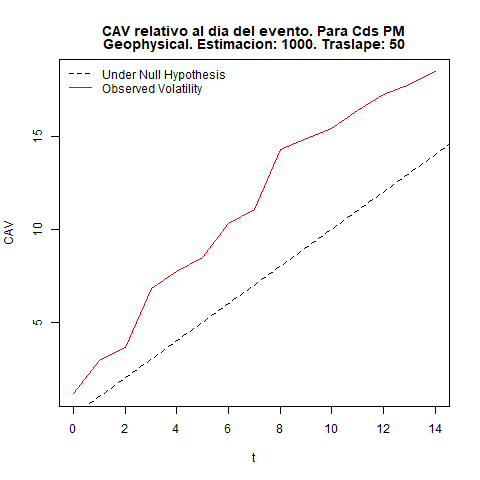 CAV relativo al dia del evento. Para Cds PM
Geophysical. Estimacion: 1000. Traslape: 50
Under Null Hypothesis
Observed Volatility
15
10
5
CAV
0 2 4 6 8 10 12 14
t